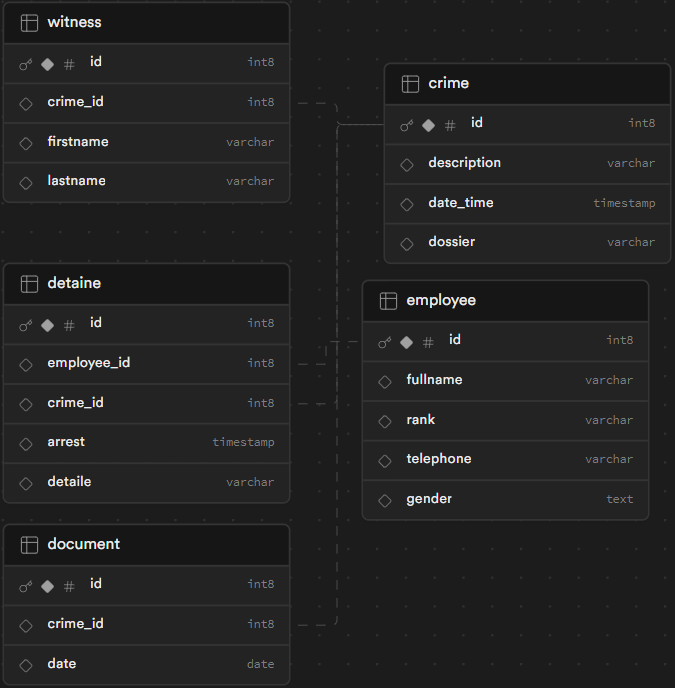 witness
# id int8
crime_id int8
firstname varchar
lastname varchar
crime
# id int8
description varchar
date_time timestamp
dossier varchar
detaine
# id int8
employee_id int8
crime_id int8
arrest timestamp
detaile varchar
employee
# id int8
fullname varchar
rank varchar
telephone varchar
gender text
document
# id int8
crime_id int8
date date